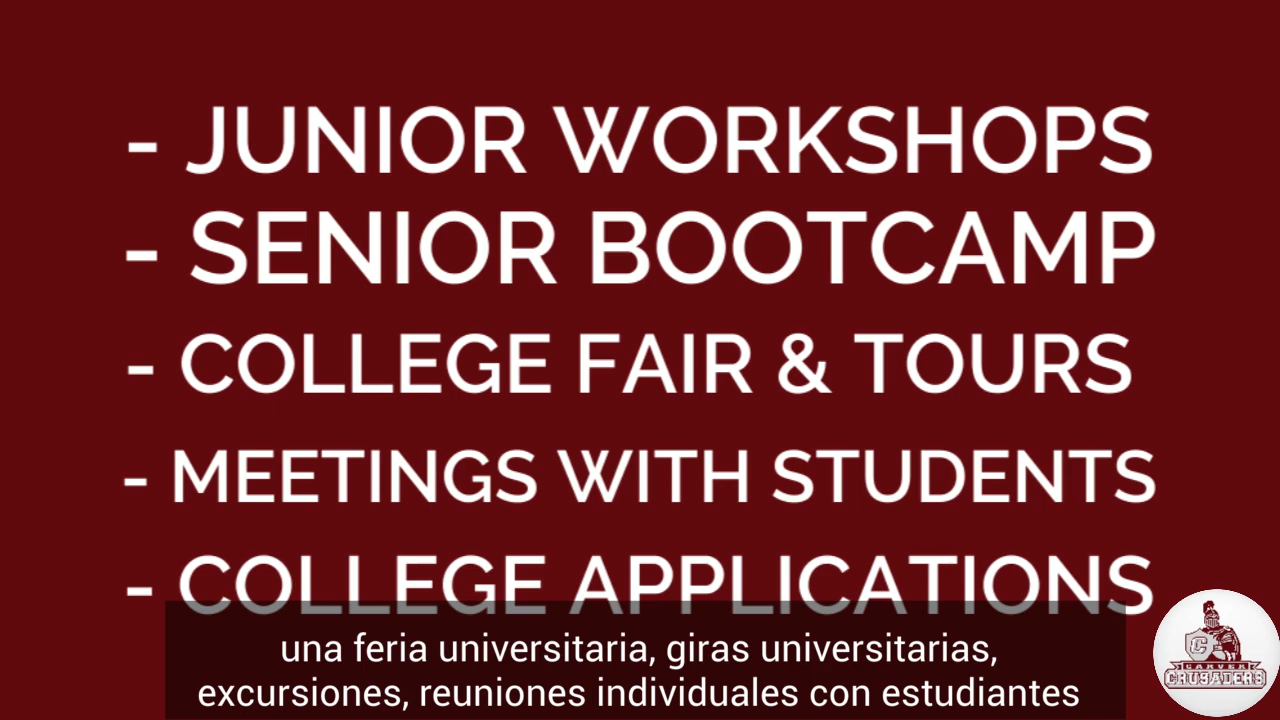 - JUNIOR WORKSHOPS
- SENIOR BOOTCAMP
- COLLEGE FAIR & TOURS
- MEETINGS WITH STUDENTS
- COLLEGE APPLICATIONS
una feria universitaria, giras universitarias,
excursiones, reuniones individuales con estudiantes
C
CARVER
CRUSADERS